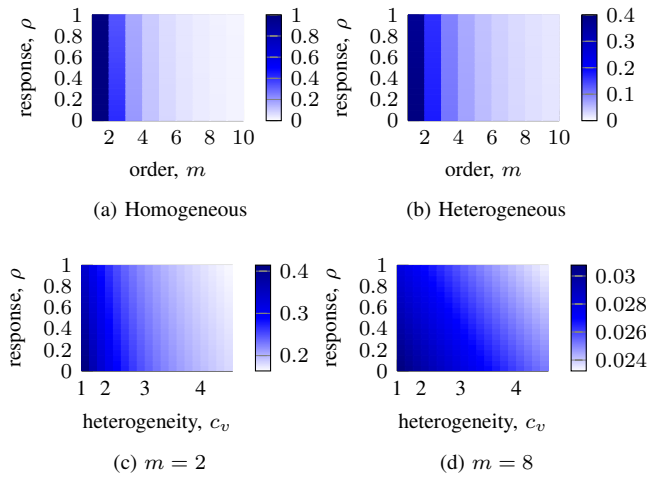 response, ρ
1
0.8
0.6
0.4
0.2
0
2 4 6 8 10
order, m
1
0.8
0.6
0.4
0.2
0
(a) Homogeneous
response, ρ
1
0.8
0.6
0.4
0.2
0
2 4 6 8 10
order, m
0.4
0.3
0.2
0.1
0
(b) Heterogeneous
response, ρ
1
0.8
0.6
0.4
0.2
0
1 2 3 4
heterogeneity, c_v
0.4
0.3
0.2
(c) m = 2
response, ρ
1
0.8
0.6
0.4
0.2
0
1 2 3 4
heterogeneity, c_v
0.03
0.028
0.026
0.024
(d) m = 8